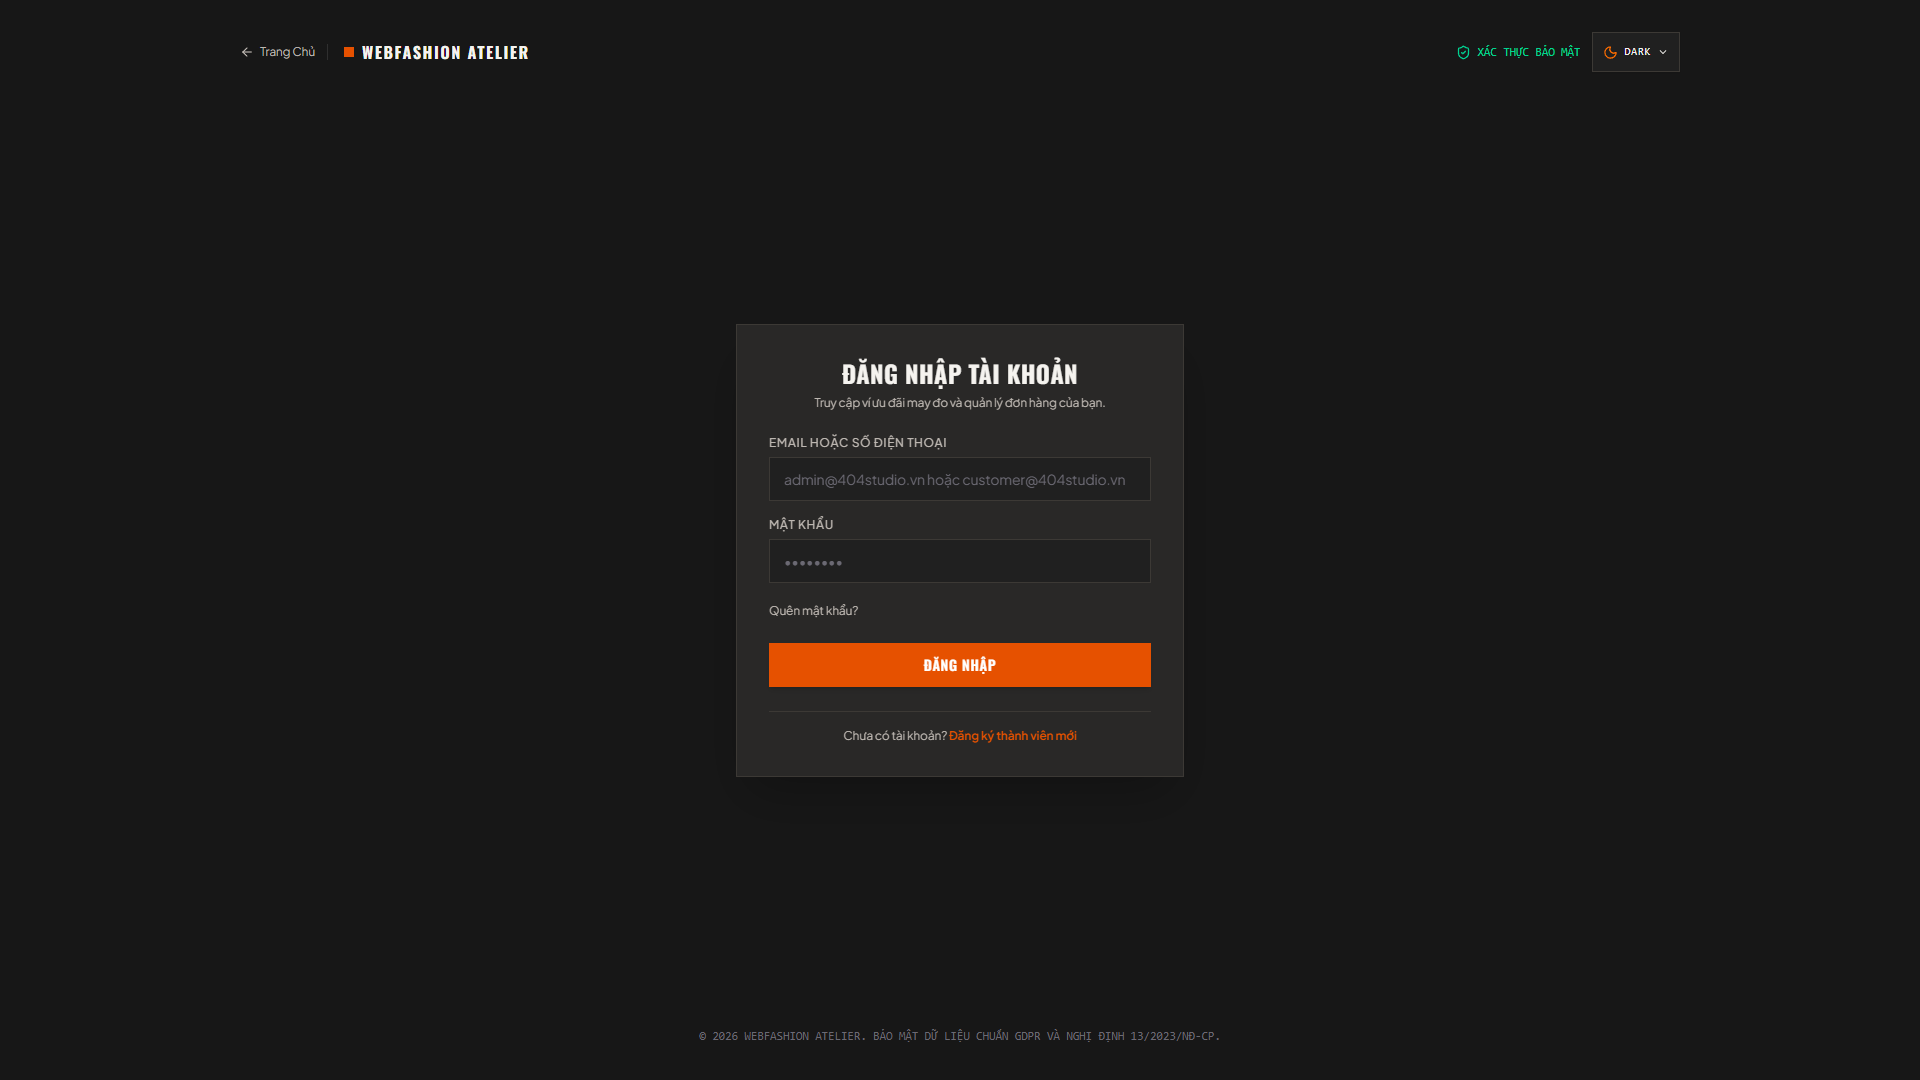 Trang Chủ
WEBFASHION ATELIER
XÁC THỰC BẢO MẬT
DARK
ĐĂNG NHẬP TÀI KHOẢN
Truy cập ví ưu đãi may đo và quản lý đơn hàng của bạn.
EMAIL HOẶC SỐ ĐIỆN THOẠI
admin@404studio.vn hoặc customer@404studio.vn
MẬT KHẨU
••••••••
Quên mật khẩu?
ĐĂNG NHẬP
Chưa có tài khoản? Đăng ký thành viên mới
© 2026 WEBFASHION ATELIER. BẢO MẬT DỮ LIỆU CHUẨN GDPR VÀ NGHỊ ĐỊNH 13/2023/NĐ-CP.